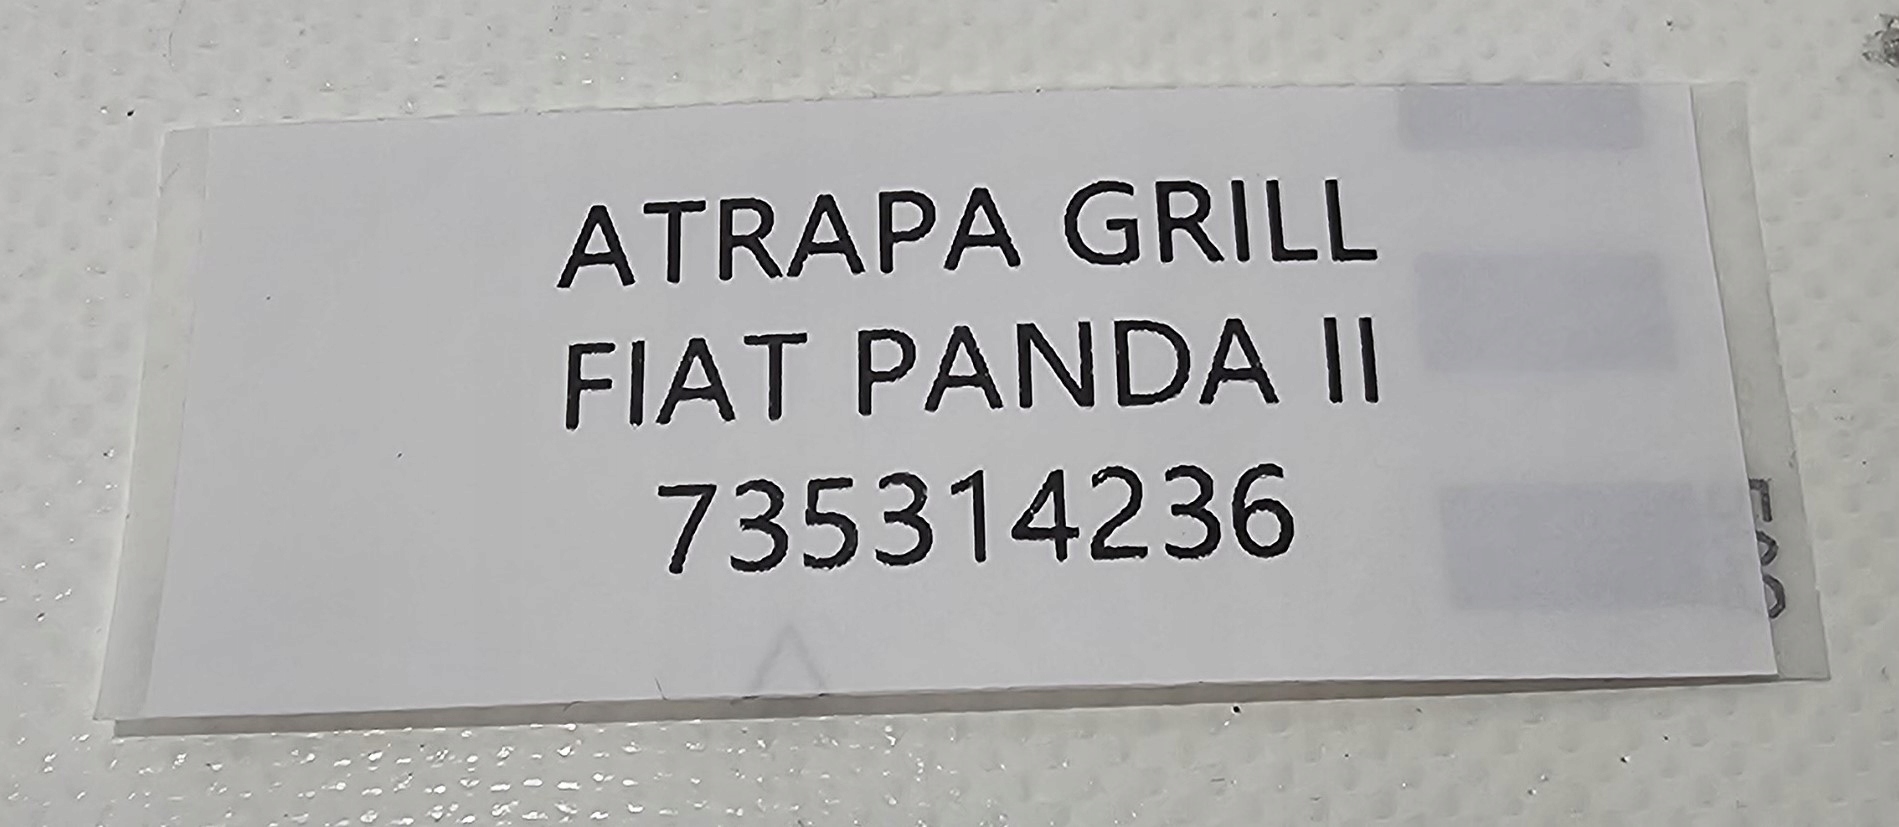 ATRAPA GRILL
FIAT PANDA II
735314236